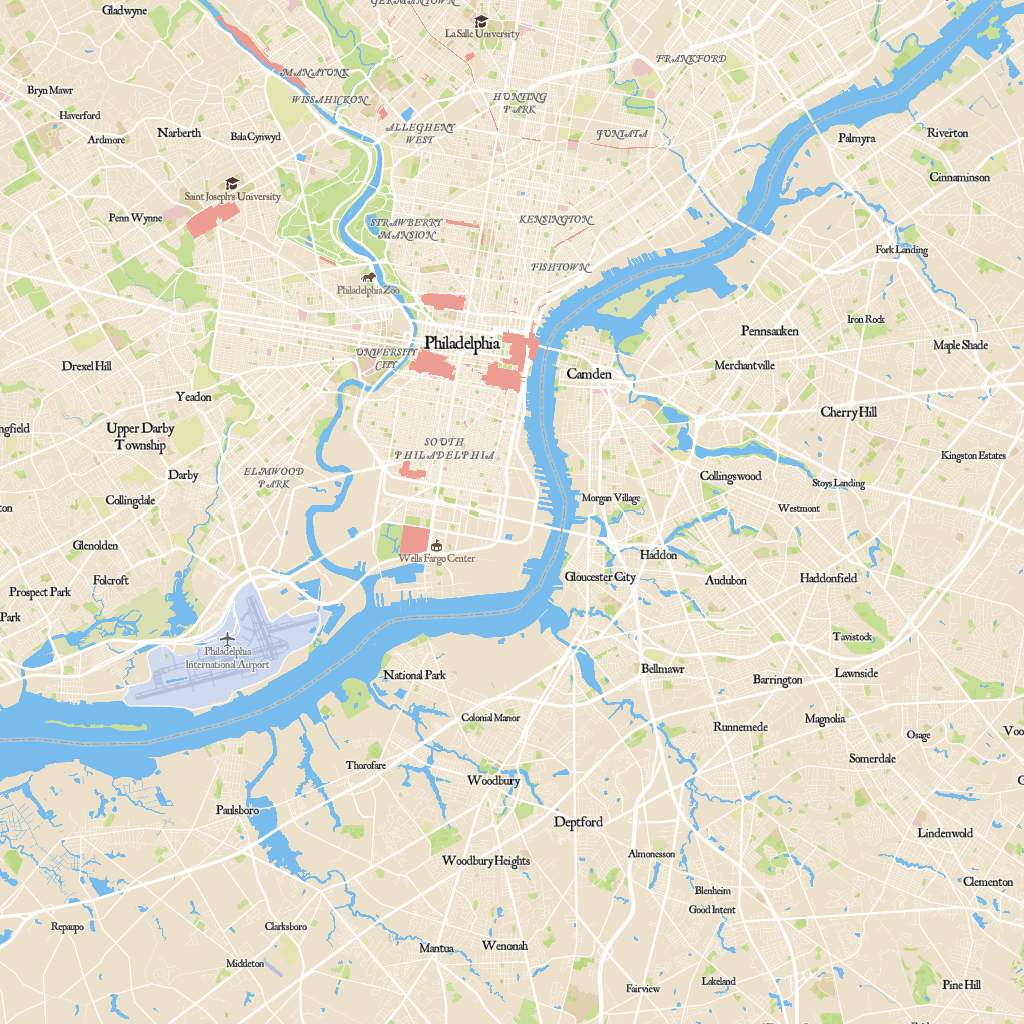 Gladwyne
GERMANTOWN
La Salle University
FRANKFORD
MANAYUNK
Bryn Mawr
WISSAHICKON
HUNTING
PARK
Haverford
Narberth
Ardmore
Bala Cynwyd
ALLEGHENY
WEST
JUNIATA
Palmyra
Riverton
Cinnaminson
Saint Joseph's University
Penn Wynne
STRAWBERRY
MANSION
KENSINGTON
Fork Landing
FISHTOWN
Philadelphia Zoo
Iron Rock
Pennsauken
Maple Shade
Philadelphia
UNIVERSITY
CITY
Drexel Hill
Camden
Merchantville
Yeadon
Cherry Hill
Upper Darby
Township
ngfield
SOUTH
PHILADELPHIA
Kingston Estates
Darby
ELMWOOD
PARK
Collingswood
Stoys Landing
Collingdale
Morgan Village
Westmont
ton
Glenolden
Wells Fargo Center
Haddon
Folcroft
Gloucester City
Audubon
Haddonfield
Prospect Park
Park
Philadelphia
International Airport
Tavistock
National Park
Bellmawr
Barrington
Lawnside
Colonial Manor
Runnemede
Magnolia
Osage
Voo
Thorofare
Somerdale
Woodbury
G
Paulsboro
Deptford
Lindenwold
Woodbury Heights
Almonesson
Clementon
Blenheim
Good Intent
Repaupo
Clarksboro
Mantua
Wenonah
Middleton
Lakeland
Fairview
Pine Hill